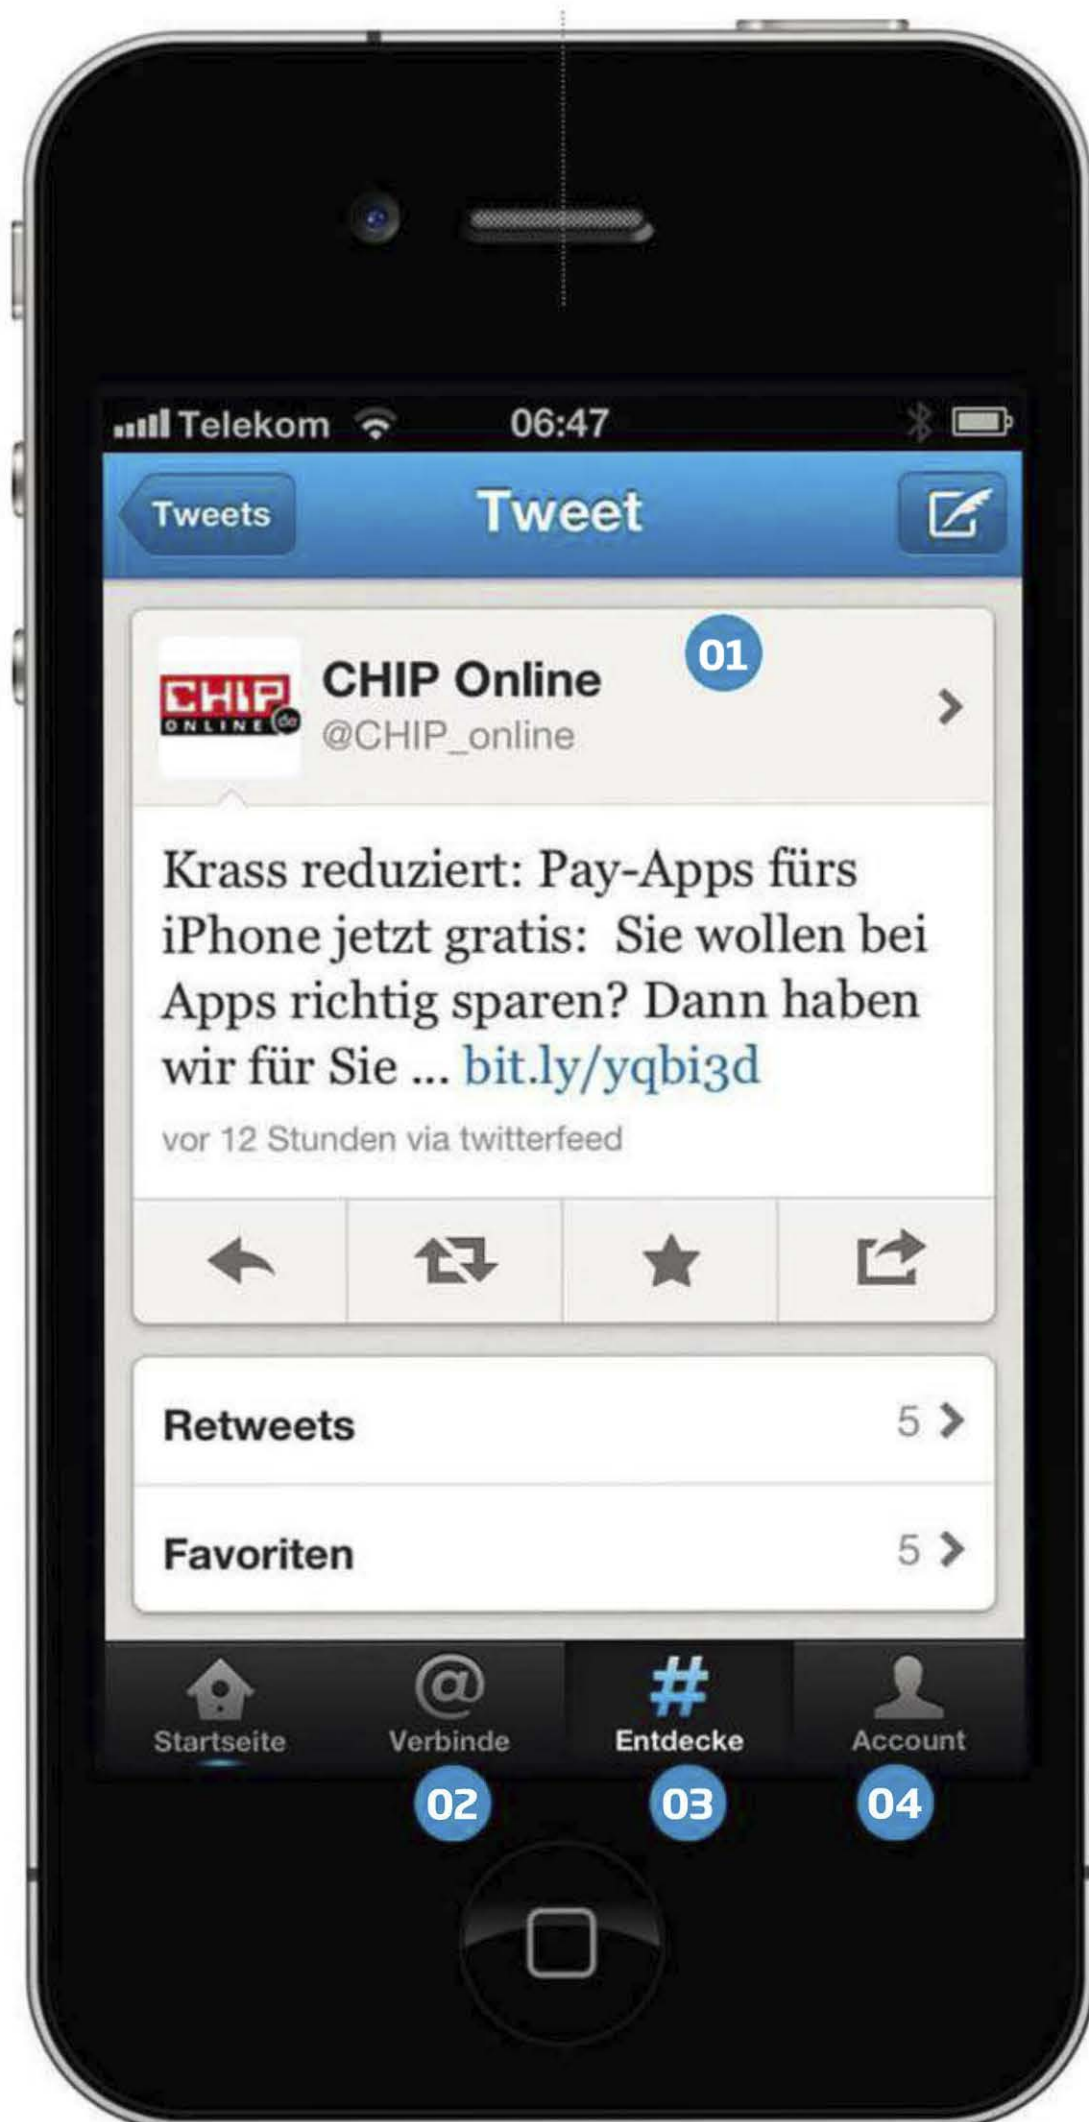 Telekom 06:47
Tweets Tweet
01
CHIP
ONLINE de
CHIP Online
@CHIP_online
Krass reduziert: Pay-Apps fürs
iPhone jetzt gratis: Sie wollen bei
Apps richtig sparen? Dann haben
wir für Sie ... bit.ly/yqbi3d
vor 12 Stunden via twitterfeed
Retweets 5
Favoriten 5
@ #
Startseite Verbinde Entdecke Account
02 03 04